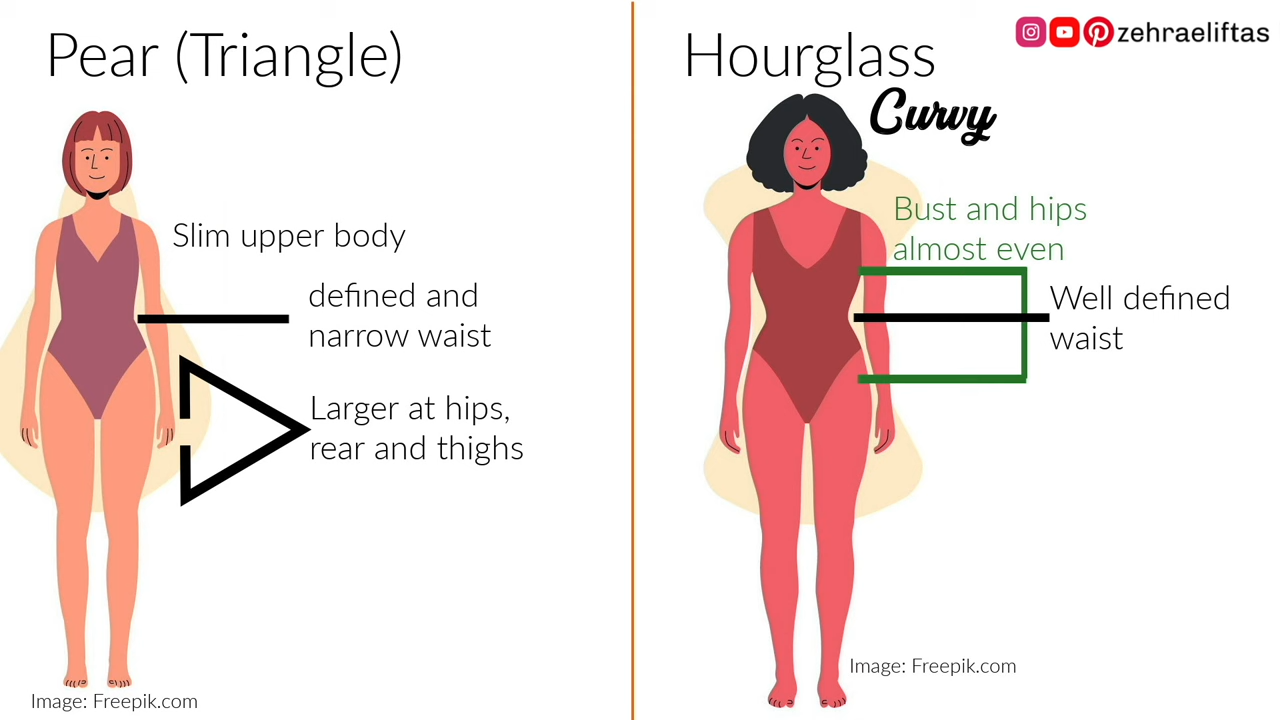 Pear (Triangle)
Slim upper body
defined and
narrow waist
Larger at hips,
rear and thighs
Image: Freepik.com
zehraeliftas
Hourglass
Curvy
Bust and hips
almost even
Well defined
waist
Image: Freepik.com